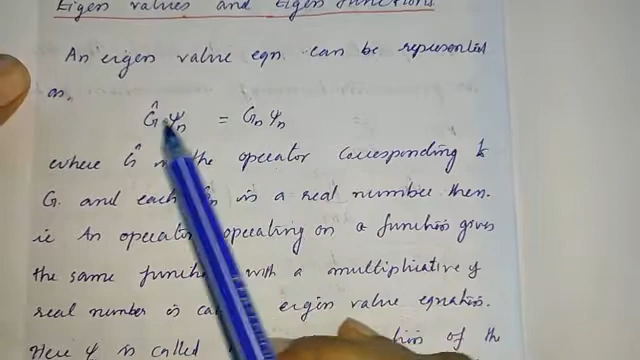 Eigen values and Eigen functions.
An eigen value eqn. can be represented
as,
Ĝ ψn = Gn ψn
where Ĝ is the operator corresponding to
G. and each Gn is a real number then.
ie An operator operating on a function gives
the same function with a multiplicative of
real number is ca eigen value equation.
Here ψ is called of the